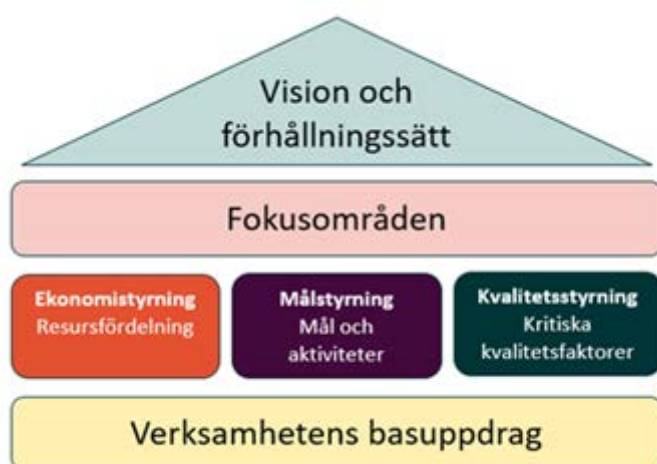 Vision och
förhållningssätt
Fokusområden
Ekonomistyrning
Resursfördelning
Målstyrning
Mål och
aktiviteter
Kvalitetsstyrning
Kritiska
kvalitetsfaktorer
Verksamhetens basuppdrag